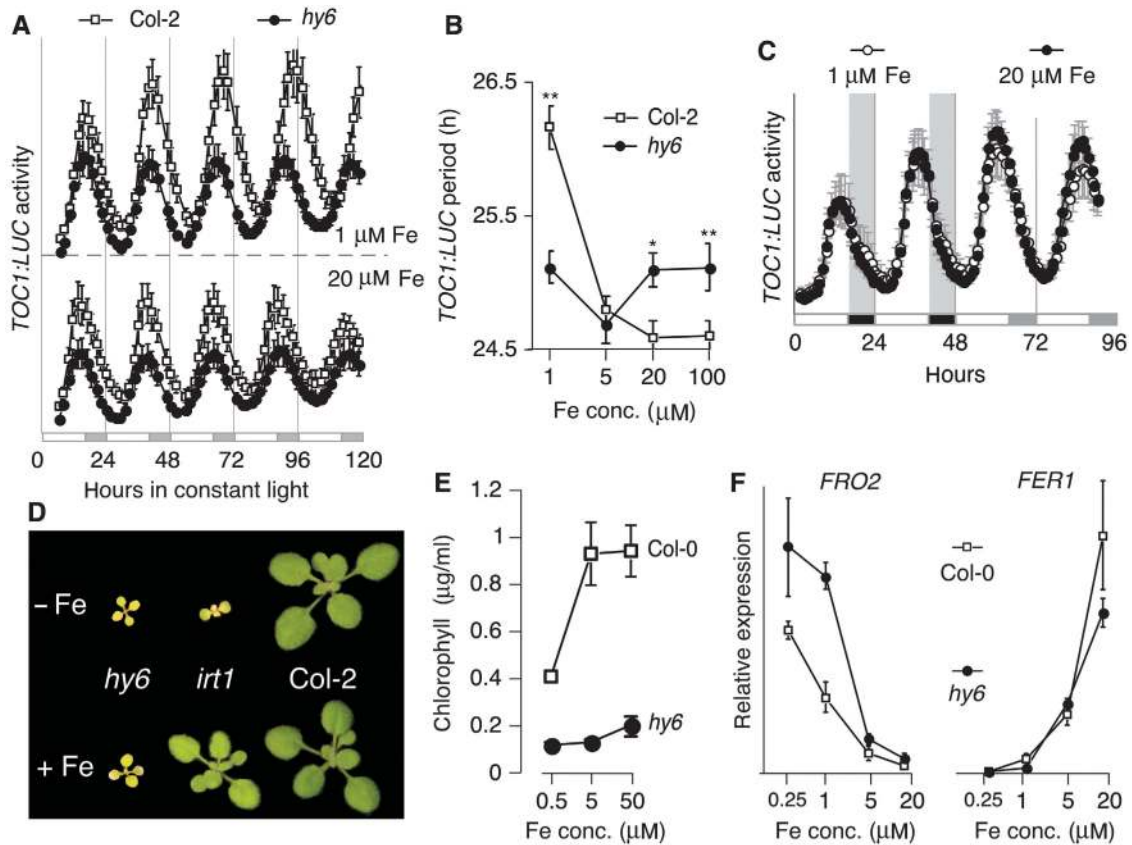 A
Col-2
hy6
TOC1:LUC activity
1 μM Fe
20 μM Fe
0 24 48 72 96 120
Hours in constant light
B
26.5
25.5
24.5
**
*
**
Col-2
hy6
TOC1:LUC period (h)
1 5 20 100
Fe conc. (μM)
C
1 μM Fe
20 μM Fe
TOC1:LUC activity
0 24 48 72 96
Hours
D
– Fe
hy6 irt1 Col-2
+ Fe
E
1.2
1
0.8
0.6
0.4
0.2
0
Chlorophyll (μg/ml)
Col-0
hy6
0.5 5 50
Fe conc. (μM)
F
FRO2
FER1
Relative expression
Col-0
hy6
0.25 1 5 20
0.25 1 5 20
Fe conc. (μM)